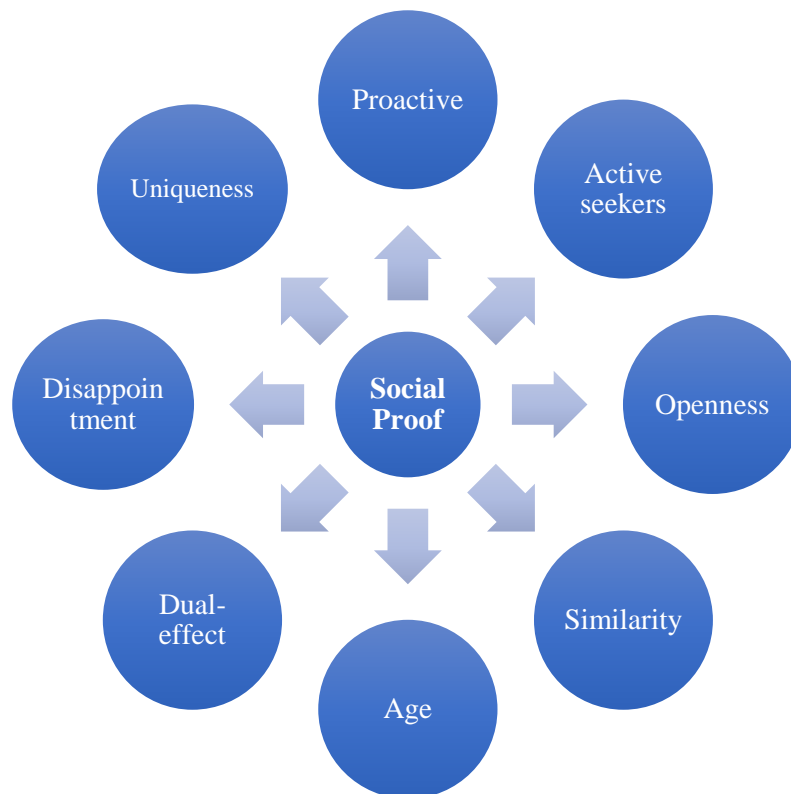 Proactive
Active
seekers
Uniqueness
Disappoin
tment
Social
Proof
Openness
Dual-
effect
Similarity
Age